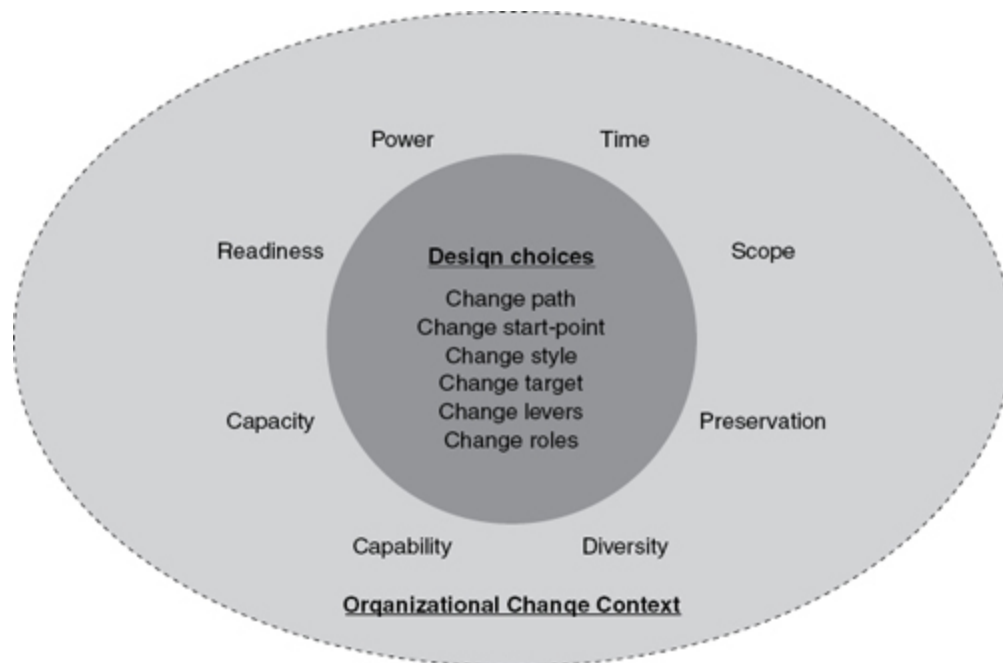 Power
Time
Readiness
Design choices
Scope
Change path
Change start-point
Change style
Change target
Change levers
Change roles
Capacity
Preservation
Capability
Diversity
Organizational Change Context